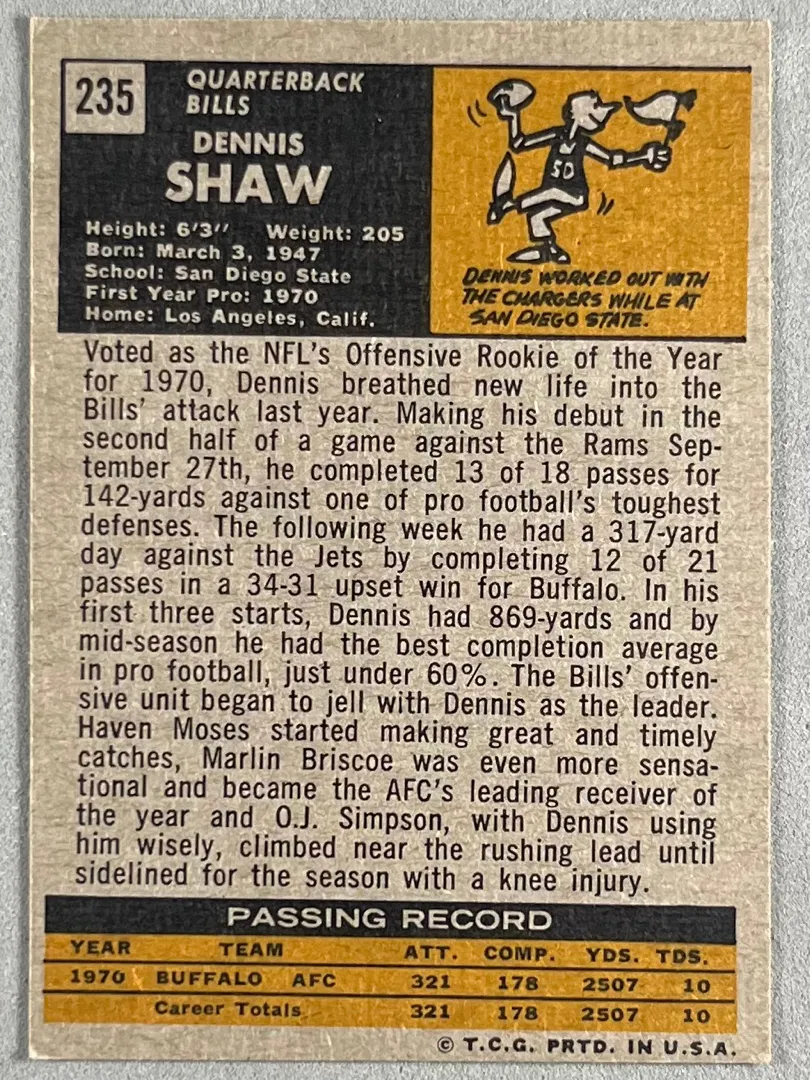 235
QUARTERBACK
BILLS
DENNIS
SHAW
Height: 6'3" Weight: 205
Born: March 3, 1947
School: San Diego State
First Year Pro: 1970
Home: Los Angeles, Calif.
SD
DENNIS WORKED OUT WITH
THE CHARGERS WHILE AT
SAN DIEGO STATE.
Voted as the NFL's Offensive Rookie of the Year
for 1970, Dennis breathed new life into the
Bills' attack last year. Making his debut in the
second half of a game against the Rams Sep-
tember 27th, he completed 13 of 18 passes for
142-yards against one of pro football's toughest
defenses. The following week he had a 317-yard
day against the Jets by completing 12 of 21
passes in a 34-31 upset win for Buffalo. In his
first three starts, Dennis had 869-yards and by
mid-season he had the best completion average
in pro football, just under 60%. The Bills' offen-
sive unit began to jell with Dennis as the leader.
Haven Moses started making great and timely
catches, Marlin Briscoe was even more sensa-
tional and became the AFC's leading receiver of
the year and O.J. Simpson, with Dennis using
him wisely, climbed near the rushing lead until
sidelined for the season with a knee injury.
PASSING RECORD
YEAR TEAM ATT. COMP. YDS. TDS.
1970 BUFFALO AFC 321 178 2507 10
Career Totals 321 178 2507 10
© T.C.G. PRTD. IN U.S.A.